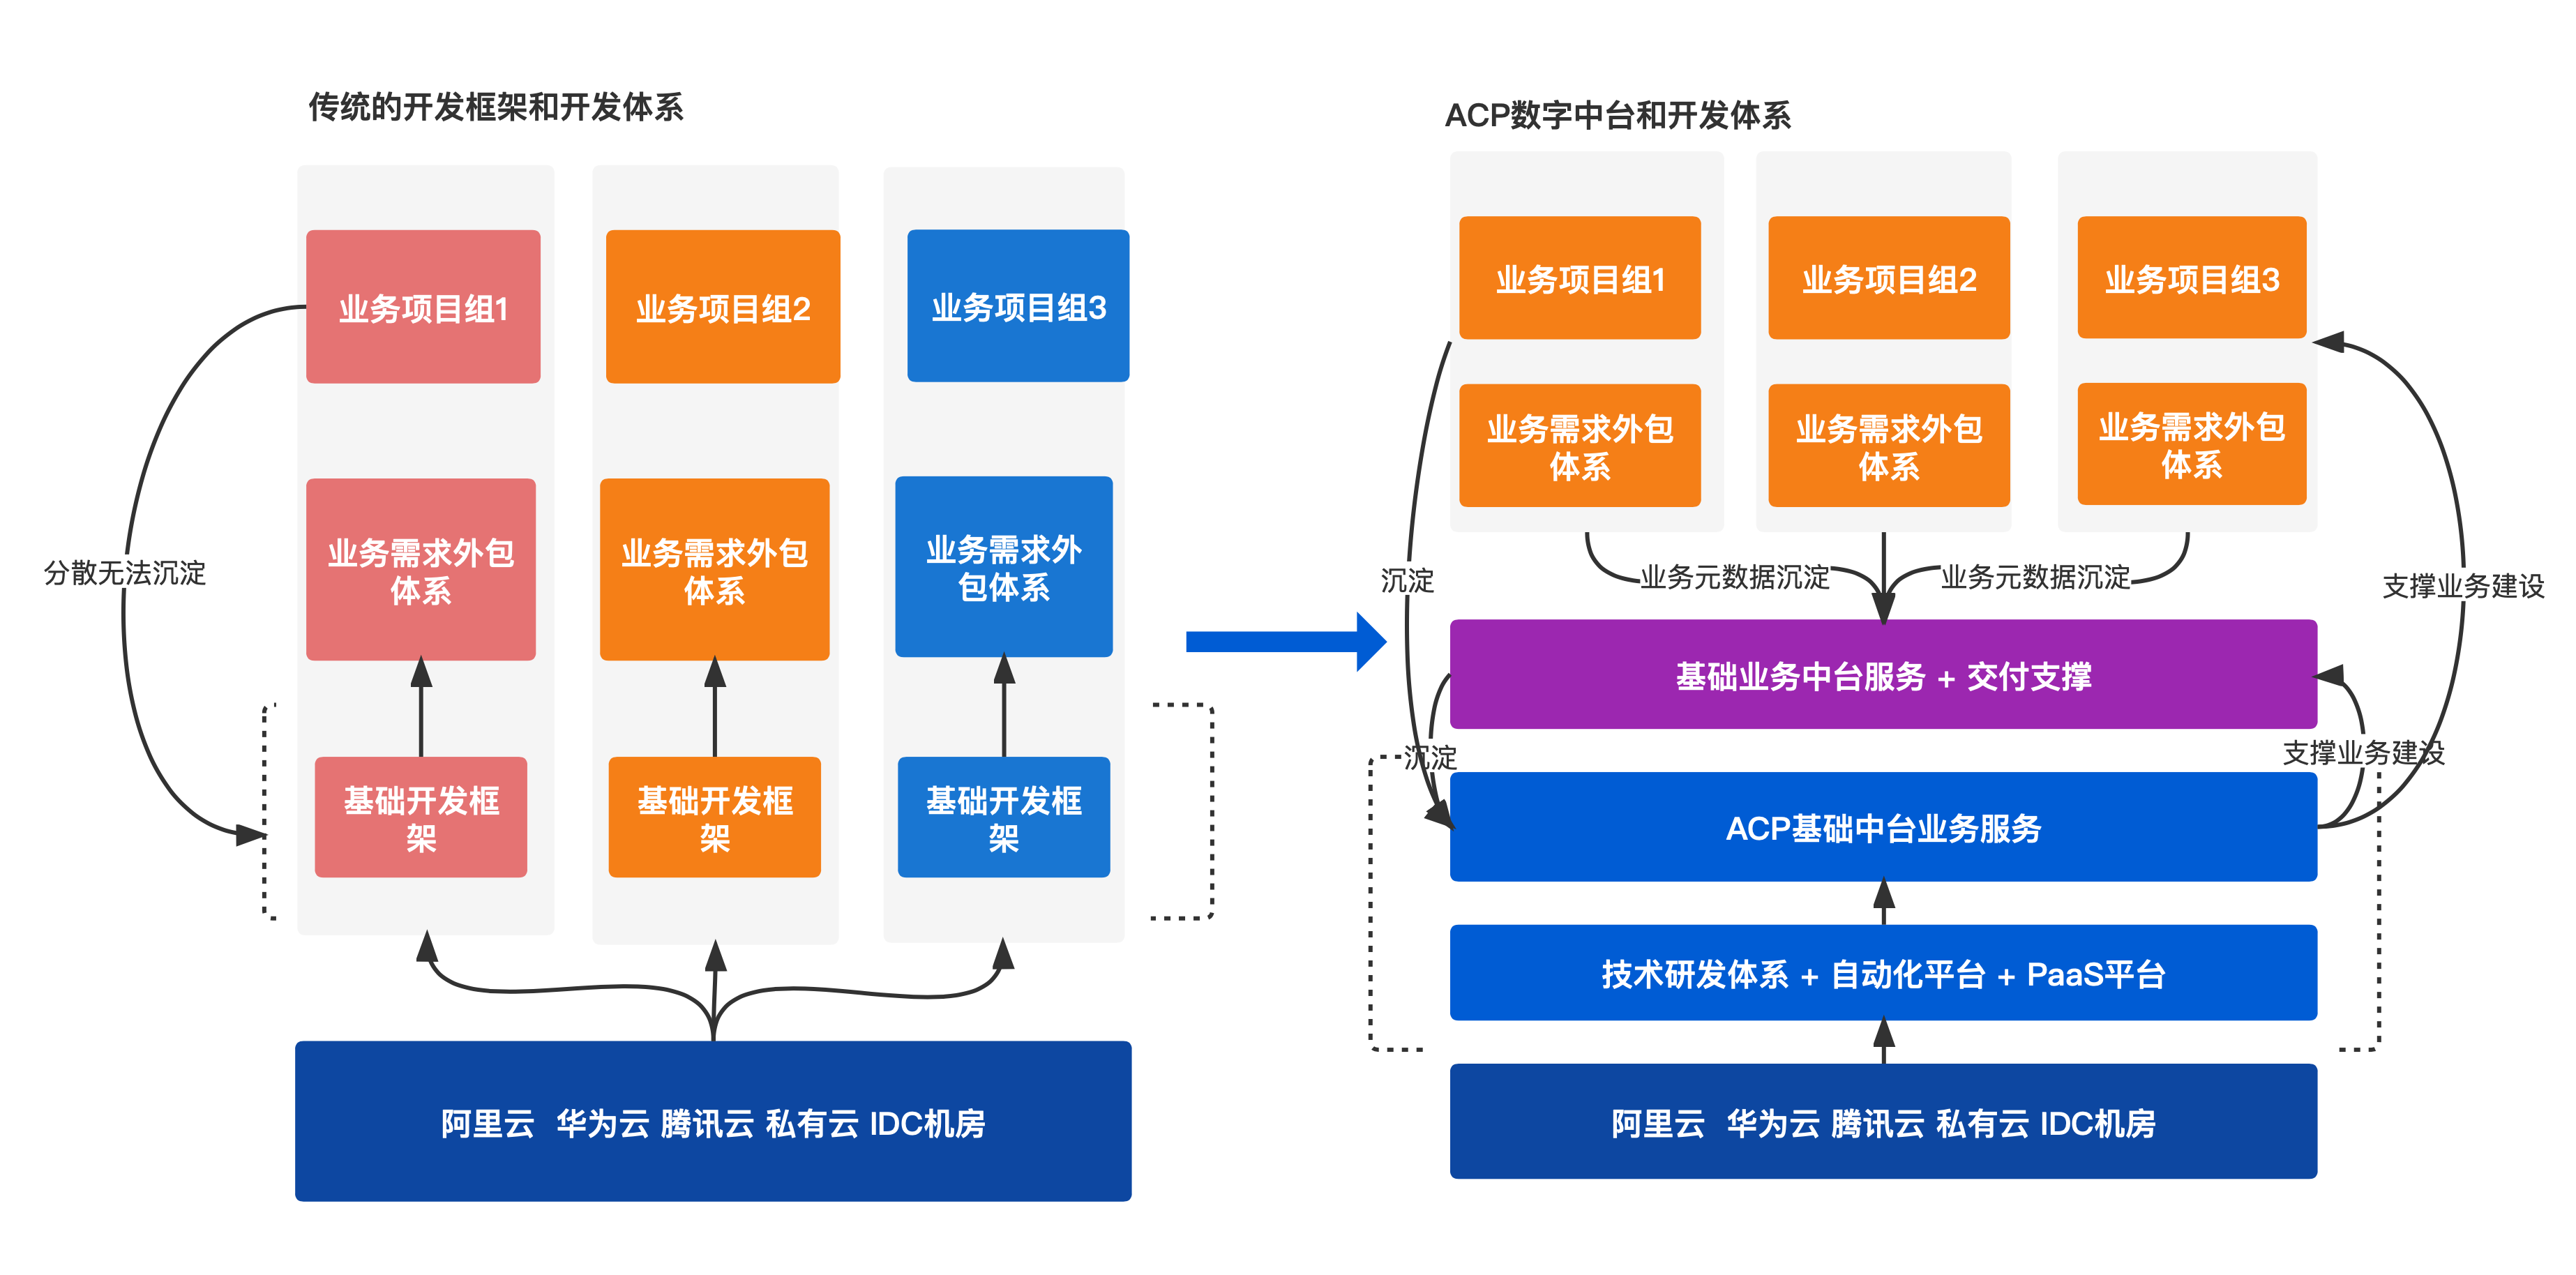 传统的开发框架和开发体系
业务项目组1
业务项目组2
业务项目组3
业务需求外包
体系
业务需求外包
体系
业务需求外
包体系
分散无法沉淀
基础开发框
架
基础开发框
架
基础开发框
架
阿里云 华为云 腾讯云 私有云 IDC机房
ACP数字中台和开发体系
业务项目组1
业务项目组2
业务项目组3
业务需求外包
体系
业务需求外包
体系
业务需求外包
体系
沉淀
业务元数据沉淀
业务元数据沉淀
支撑业务建设
基础业务中台服务 + 交付支撑
沉淀
支撑业务建设
ACP基础中台业务服务
技术研发体系 + 自动化平台 + PaaS平台
阿里云 华为云 腾讯云 私有云 IDC机房